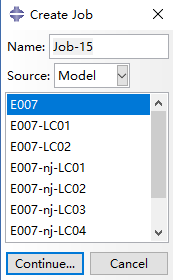 Create Job
Name: Job-15
Source: Model
E007
E007-LC01
E007-LC02
E007-nj-LC01
E007-nj-LC02
E007-nj-LC03
E007-nj-LC04
Continue... Cancel